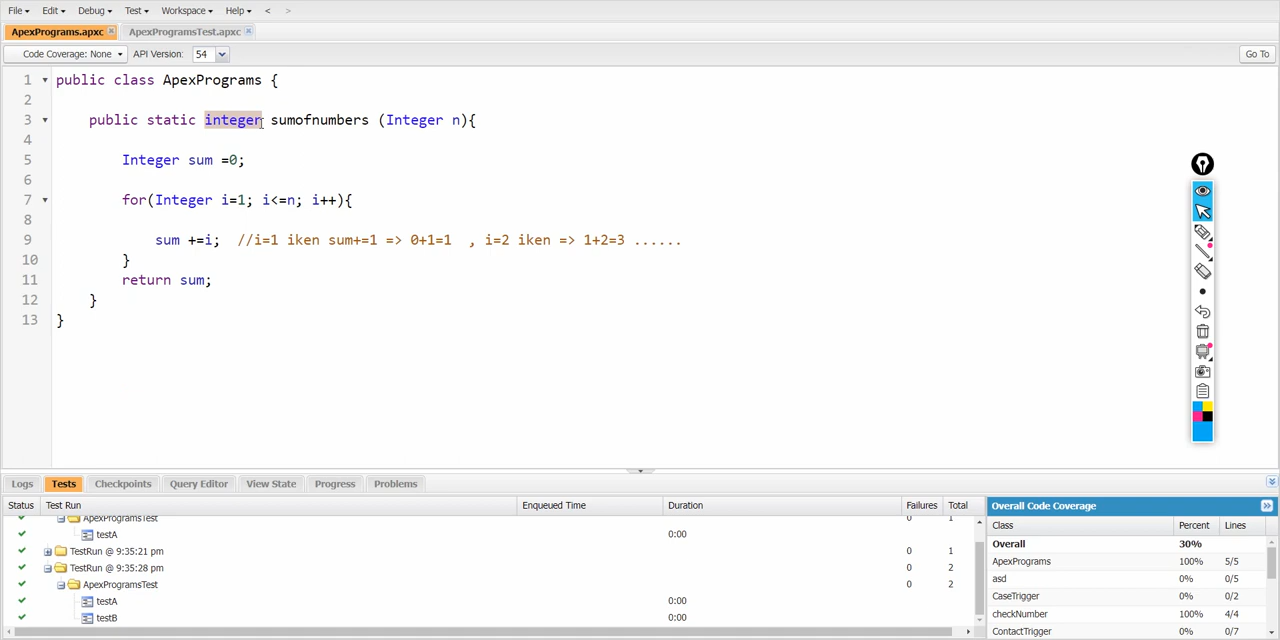 File Edit Debug Test Workspace Help < >
ApexPrograms.apxc ApexProgramsTest.apxc
Code Coverage: None API Version: 54 Go To
1 public class ApexPrograms {
2
3 public static integer sumofnumbers (Integer n){
4
5 Integer sum =0;
6
7 for(Integer i=1; i<=n; i++){
8
9 sum +=i; //i=1 iken sum+=1 => 0+1=1 , i=2 iken => 1+2=3 ......
10 }
11 return sum;
12 }
13 }
Logs Tests Checkpoints Query Editor View State Progress Problems
Status Test Run Enqueued Time Duration Failures Total
ApexProgramsTest 0 1
testA 0:00
TestRun @ 9:35:21 pm 0 1
TestRun @ 9:35:28 pm 0 2
ApexProgramsTest 0 2
testA 0:00
testB 0:00
Overall Code Coverage
Class Percent Lines
Overall 30%
ApexPrograms 100% 5/5
asd 0% 0/5
CaseTrigger 0% 0/2
checkNumber 100% 4/4
ContactTrigger 0% 0/7